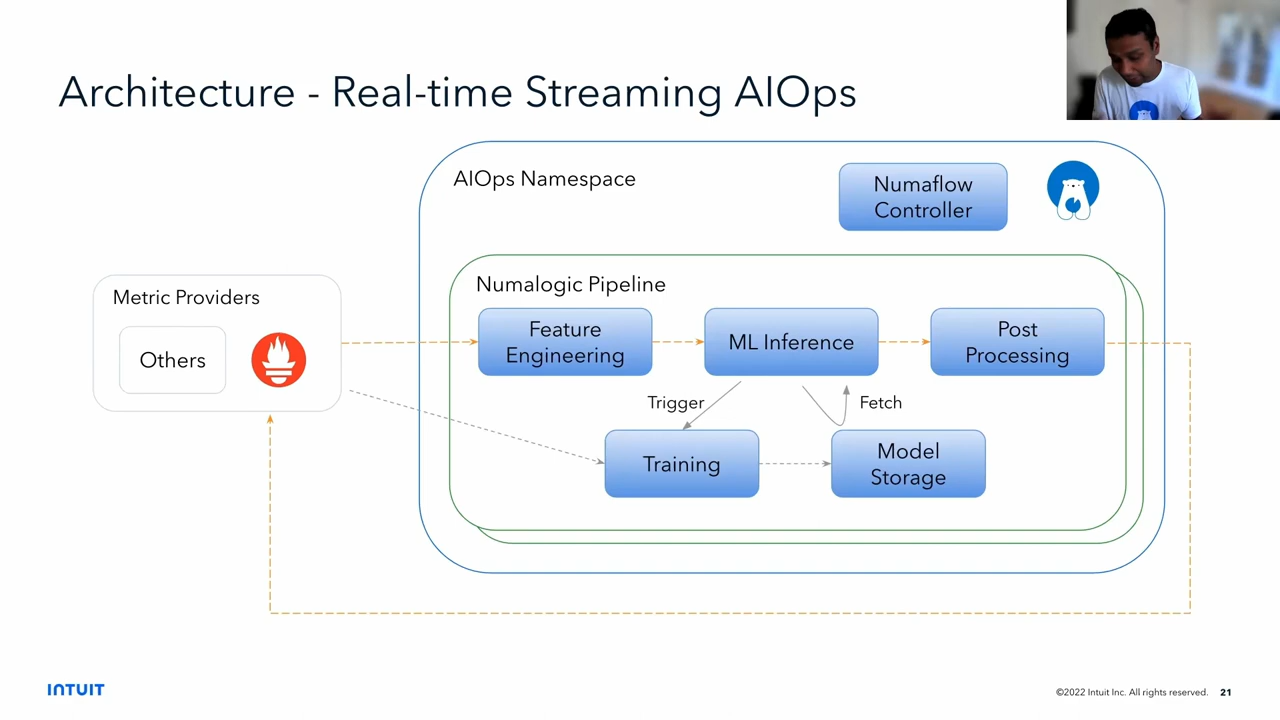 Architecture - Real-time Streaming AIOps
AIOps Namespace
Numaflow
Controller
Numalogic Pipeline
Metric Providers
Others
Feature
Engineering
ML Inference
Post
Processing
Trigger
Fetch
Training
Model
Storage
INTUIT
©2022 Intuit Inc. All rights reserved.
21